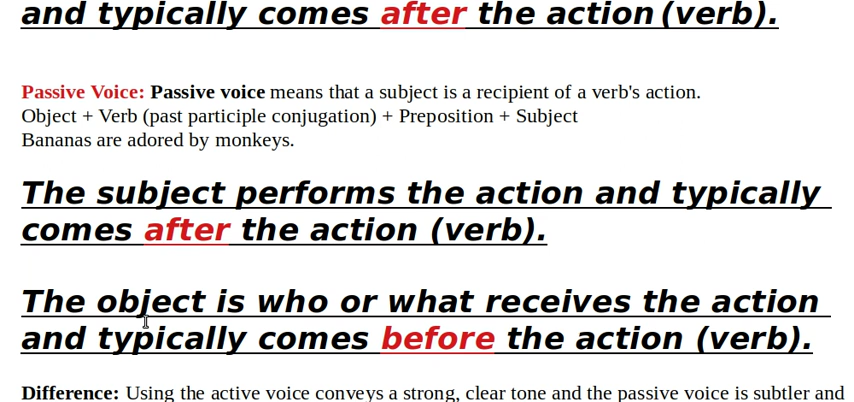 and typically comes after the action (verb).
Passive Voice: Passive voice means that a subject is a recipient of a verb's action.
Object + Verb (past participle conjugation) + Preposition + Subject
Bananas are adored by monkeys.
The subject performs the action and typically
comes after the action (verb).
The object is who or what receives the action
and typically comes before the action (verb).
Difference: Using the active voice conveys a strong, clear tone and the passive voice is subtler and